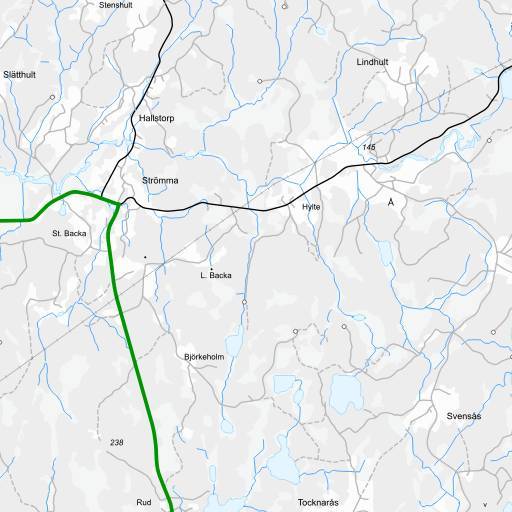 Stenshult
Lindhult
Slätthult
Hallstorp
145
Strömma
Å
Hylte
St. Backa
L. Backa
Björkeholm
Svensås
238
Rud
Tocknarås
v